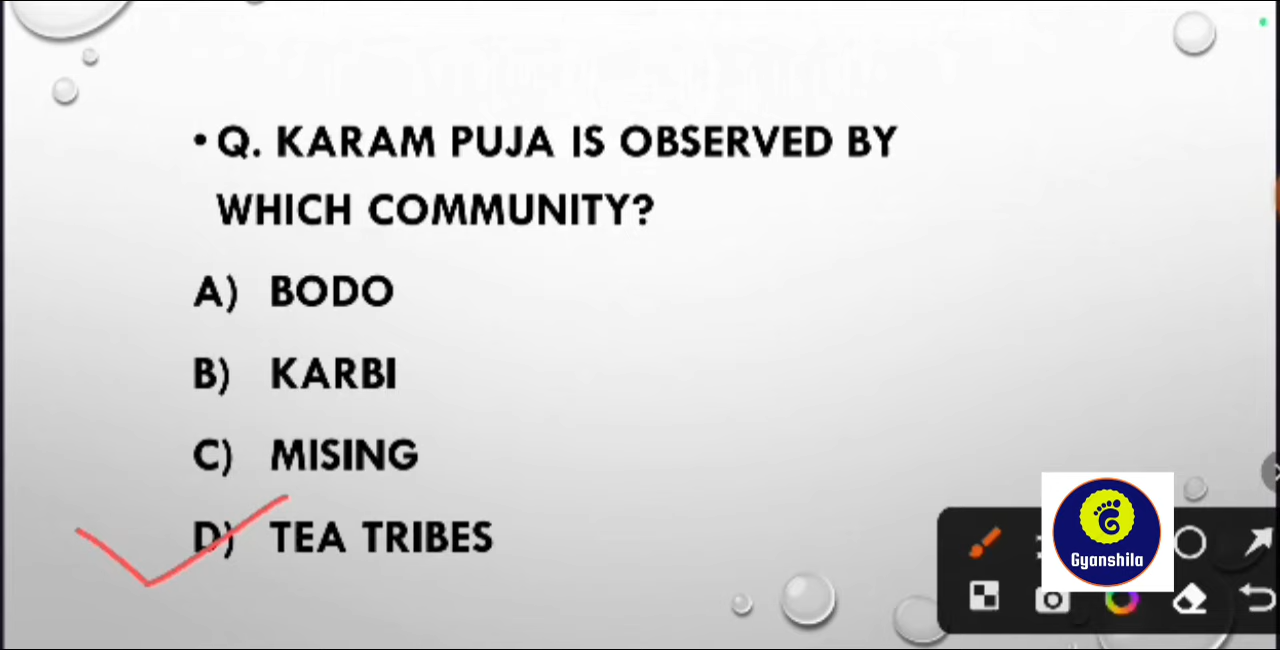 • Q. KARAM PUJA IS OBSERVED BY
WHICH COMMUNITY?
A) BODO
B) KARBI
C) MISING
D) TEA TRIBES
Gyanshila